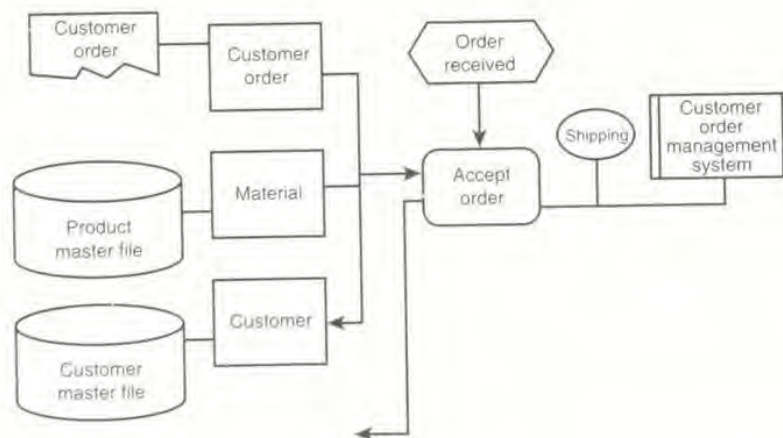 Customer
order
Customer
order
Order
received
Shipping
Customer
order
management
system
Product
master file
Material
Accept
order
Customer
master file
Customer